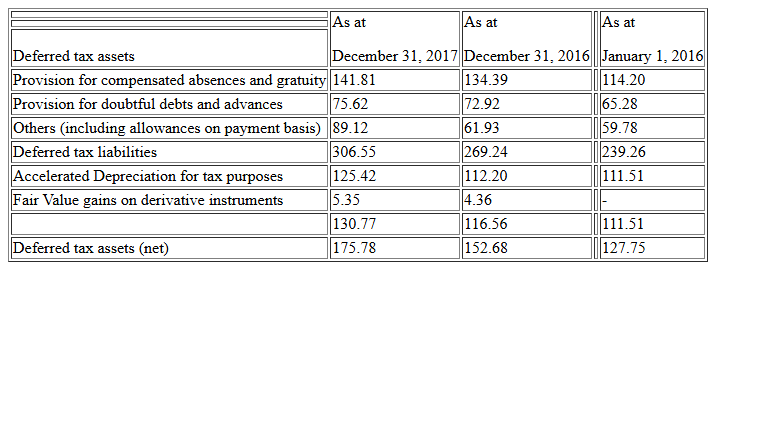 As at As at As at
Deferred tax assets December 31, 2017 December 31, 2016 January 1, 2016
Provision for compensated absences and gratuity 141.81 134.39 114.20
Provision for doubtful debts and advances 75.62 72.92 65.28
Others (including allowances on payment basis) 89.12 61.93 59.78
Deferred tax liabilities 306.55 269.24 239.26
Accelerated Depreciation for tax purposes 125.42 112.20 111.51
Fair Value gains on derivative instruments 5.35 4.36 -
130.77 116.56 111.51
Deferred tax assets (net) 175.78 152.68 127.75